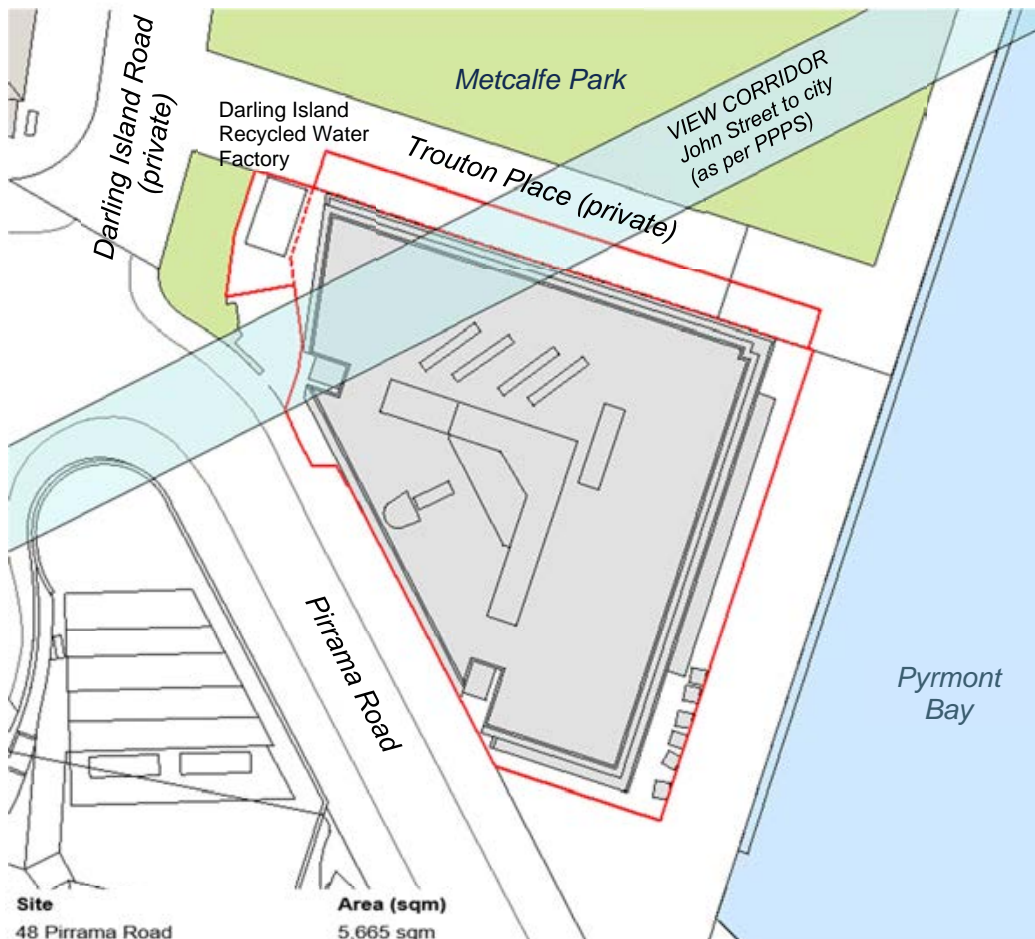 Metcalfe Park
VIEW CORRIDOR
John Street to city
(as per PPPS)
Darling Island Road
(private)
Darling Island
Recycled Water
Factory
Trouton Place (private)
Pirrama Road
Pyrmont
Bay
Site
Area (sqm)
48 Pirrama Road
5,665 sqm